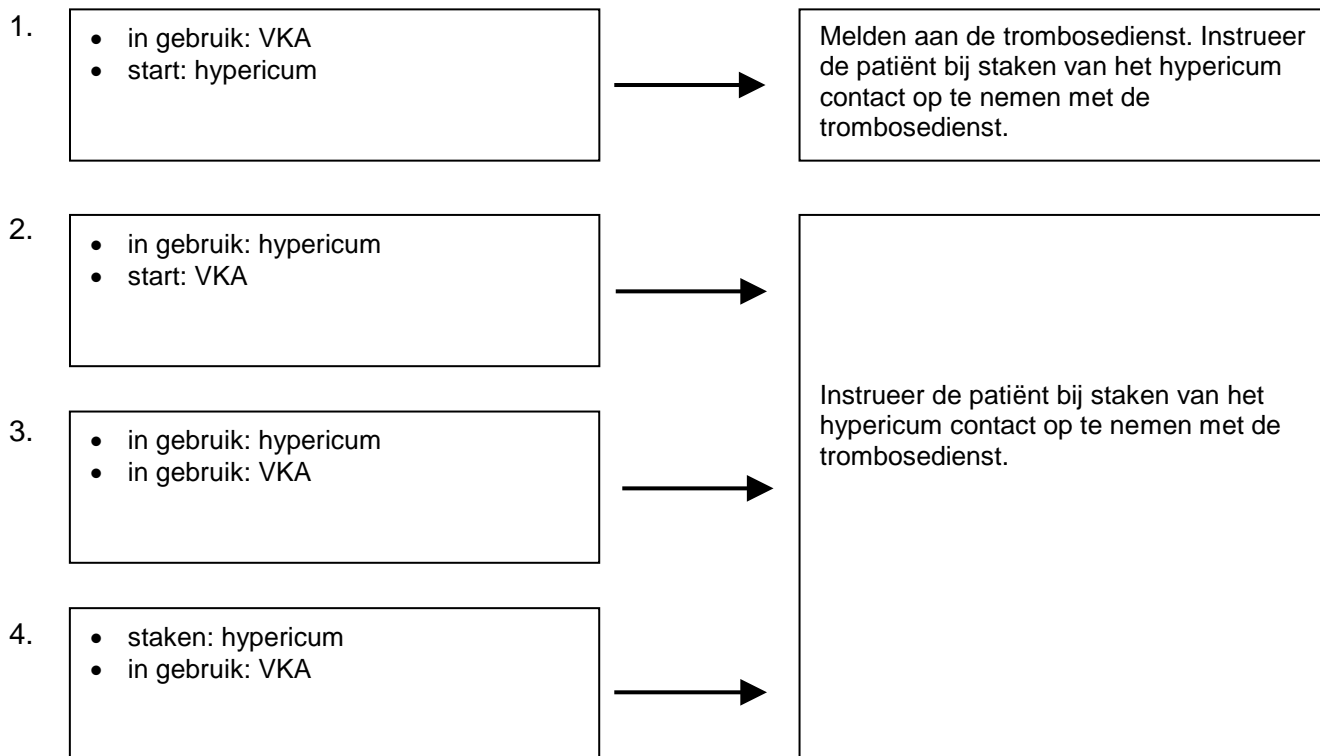 1.
• in gebruik: VKA
• start: hypericum
Melden aan de trombosedienst. Instrueer
de patiënt bij staken van het hypericum
contact op te nemen met de
trombosedienst.
2.
• in gebruik: hypericum
• start: VKA
3.
• in gebruik: hypericum
• in gebruik: VKA
Instrueer de patiënt bij staken van het
hypericum contact op te nemen met de
trombosedienst.
4.
• staken: hypericum
• in gebruik: VKA